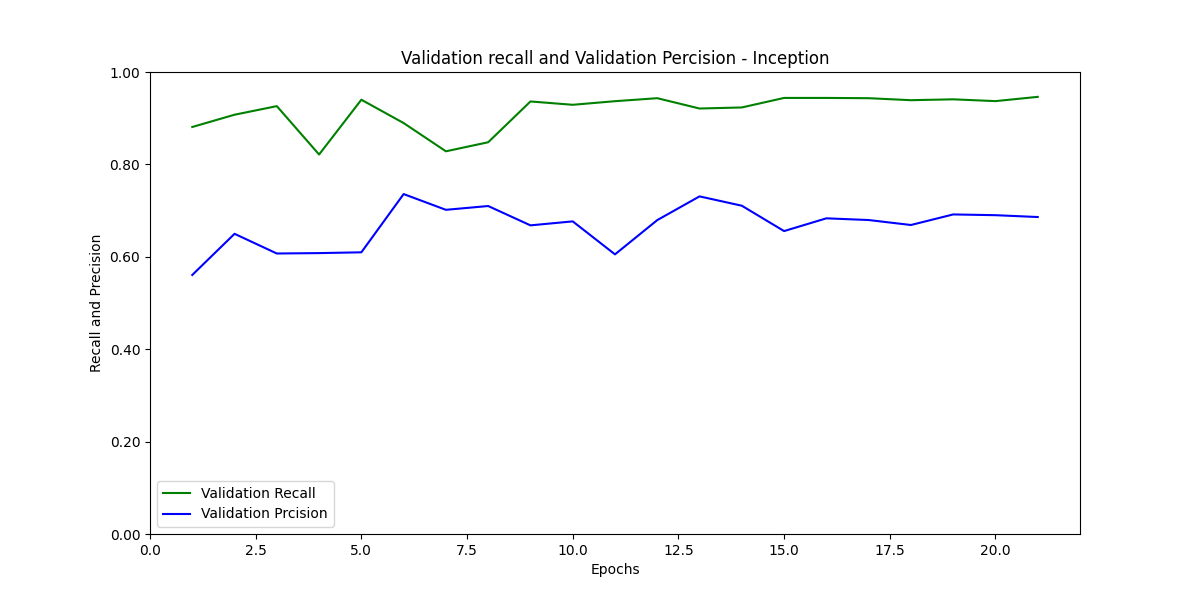 Validation recall and Validation Percision - Inception
1.00
0.80
0.60
0.40
0.20
0.00
Recall and Precision
Validation Recall
Validation Prcision
0.0 2.5 5.0 7.5 10.0 12.5 15.0 17.5 20.0
Epochs